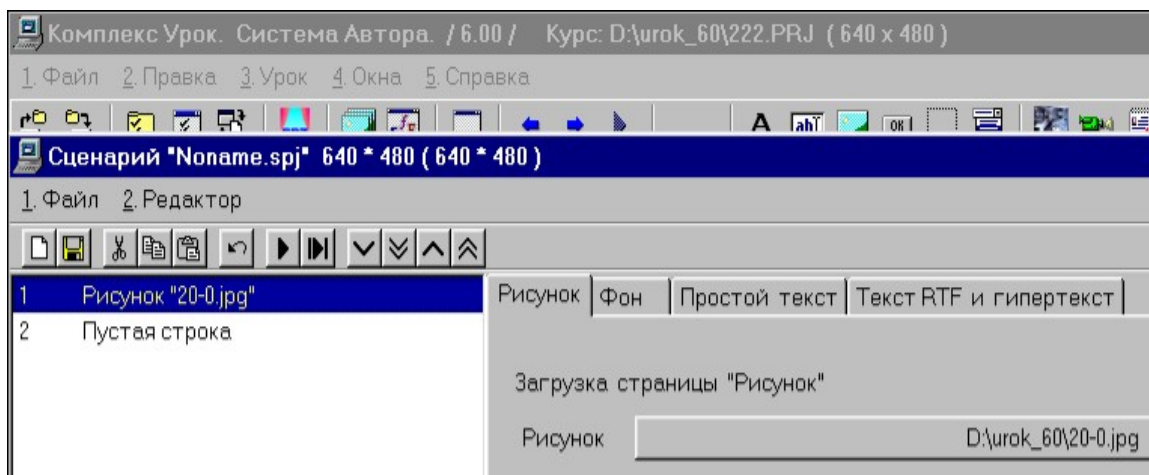 Комплекс Урок. Система Автора. / 6.00 / Курс: D:\urok_60\222.PRJ ( 640 x 480 )
1. Файл 2. Правка 3. Урок 4. Окна 5. Справка
A ab OK
Сценарий "Noname.spj" 640 * 480 ( 640 * 480 )
1. Файл 2. Редактор
1 Рисунок "20-0.jpg" Рисунок Фон Простой текст Текст RTF и гипертекст
2 Пустая строка
Загрузка страницы "Рисунок"
Рисунок D:\urok_60\20-0.jpg